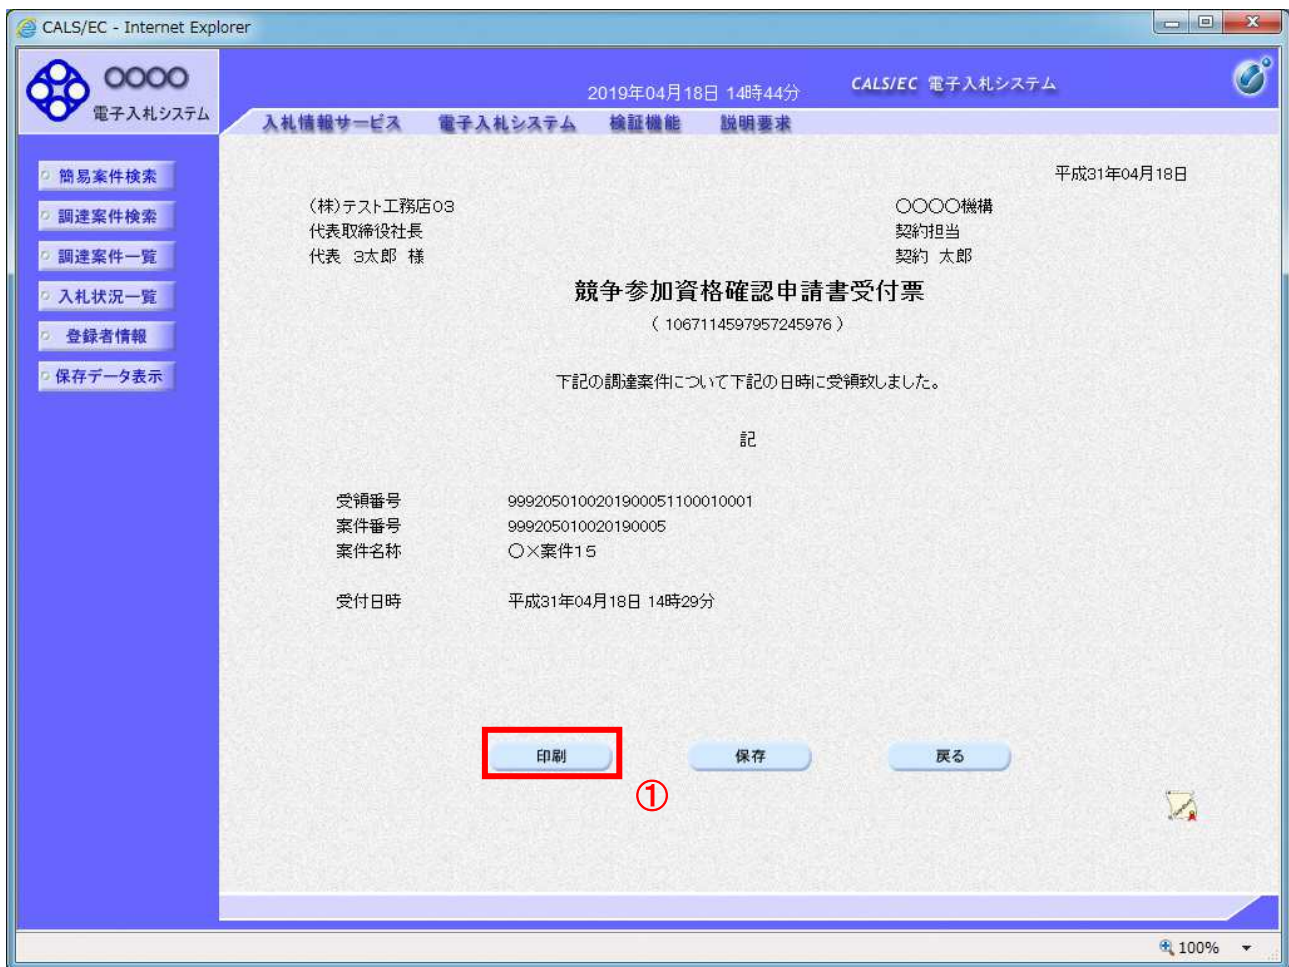 CALS/EC - Internet Explorer
〇〇〇〇
電子入札システム
2019年04月18日 14時44分
CALS/EC 電子入札システム
入札情報サービス 電子入札システム 検証機能 説明要求
簡易案件検索
調達案件検索
調達案件一覧
入札状況一覧
登録者情報
保存データ表示
平成31年04月18日
(株)テスト工務店03
代表取締役社長
代表 3太郎 様
〇〇〇〇機構
契約担当
契約 太郎
競争参加資格確認申請書受付票
( 1067114597957245976 )
下記の調達案件について下記の日時に受領致しました。
記
受領番号 99920501002019000511000​10001
案件番号 999205010020190005
案件名称 〇×案件15
受付日時 平成31年04月18日 14時29分
印刷 保存 戻る
①
100%